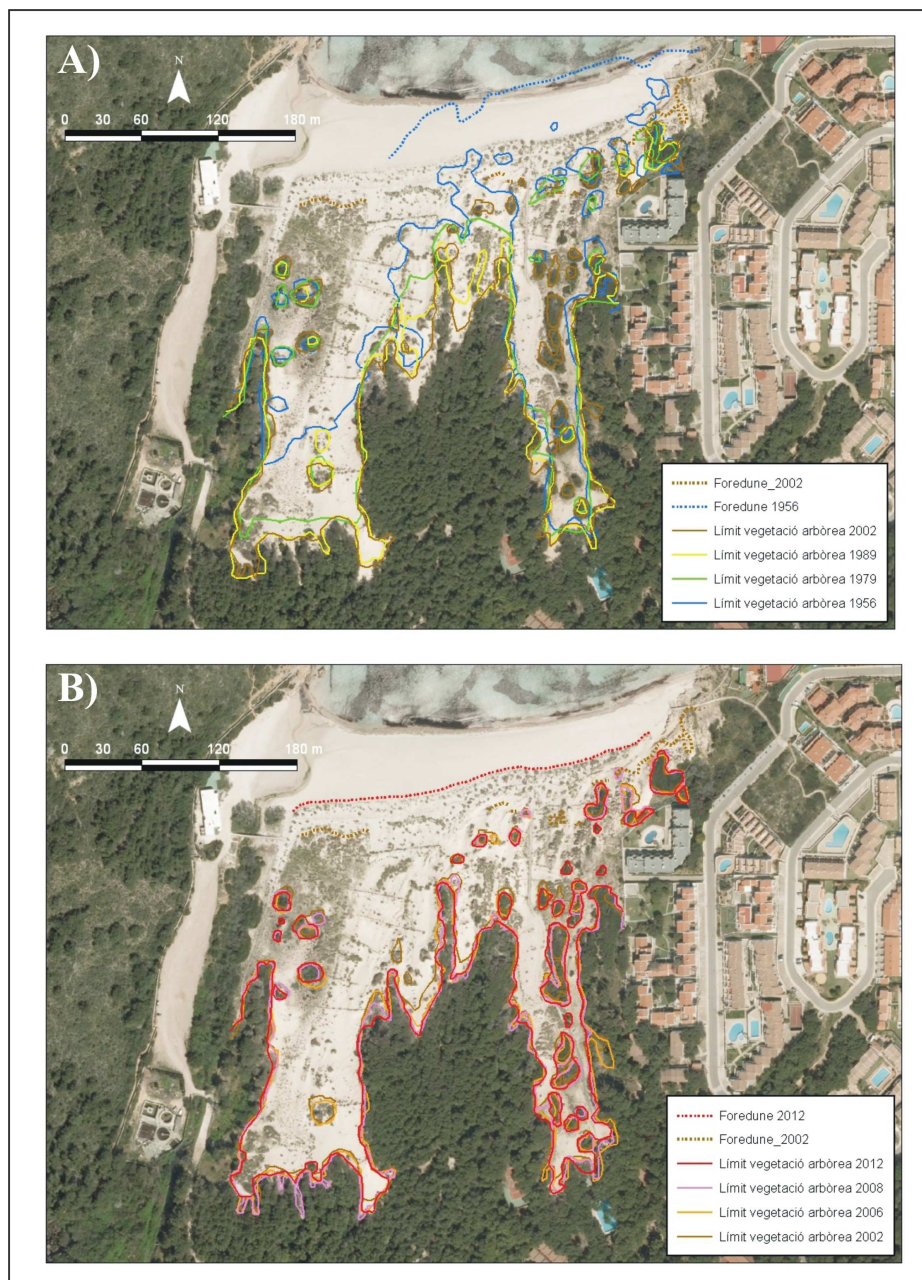 A)
N
0 30 60 120 180 m
Foredune_2002
Foredune 1956
Límit vegetació arbòrea 2002
Límit vegetació arbòrea 1989
Límit vegetació arbòrea 1979
Límit vegetació arbòrea 1956
B)
N
0 30 60 120 180 m
Foredune 2012
Foredune_2002
Límit vegetació arbòrea 2012
Límit vegetació arbòrea 2008
Límit vegetació arbòrea 2006
Límit vegetació arbòrea 2002